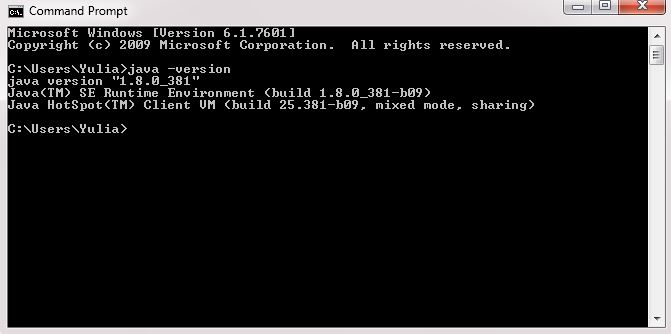 Command Prompt
Microsoft Windows [Version 6.1.7601]
Copyright (c) 2009 Microsoft Corporation.  All rights reserved.
C:\Users\Yulia>java -version
java version "1.8.0_381"
Java(TM) SE Runtime Environment (build 1.8.0_381-b09)
Java HotSpot(TM) Client VM (build 25.381-b09, mixed mode, sharing)
C:\Users\Yulia>